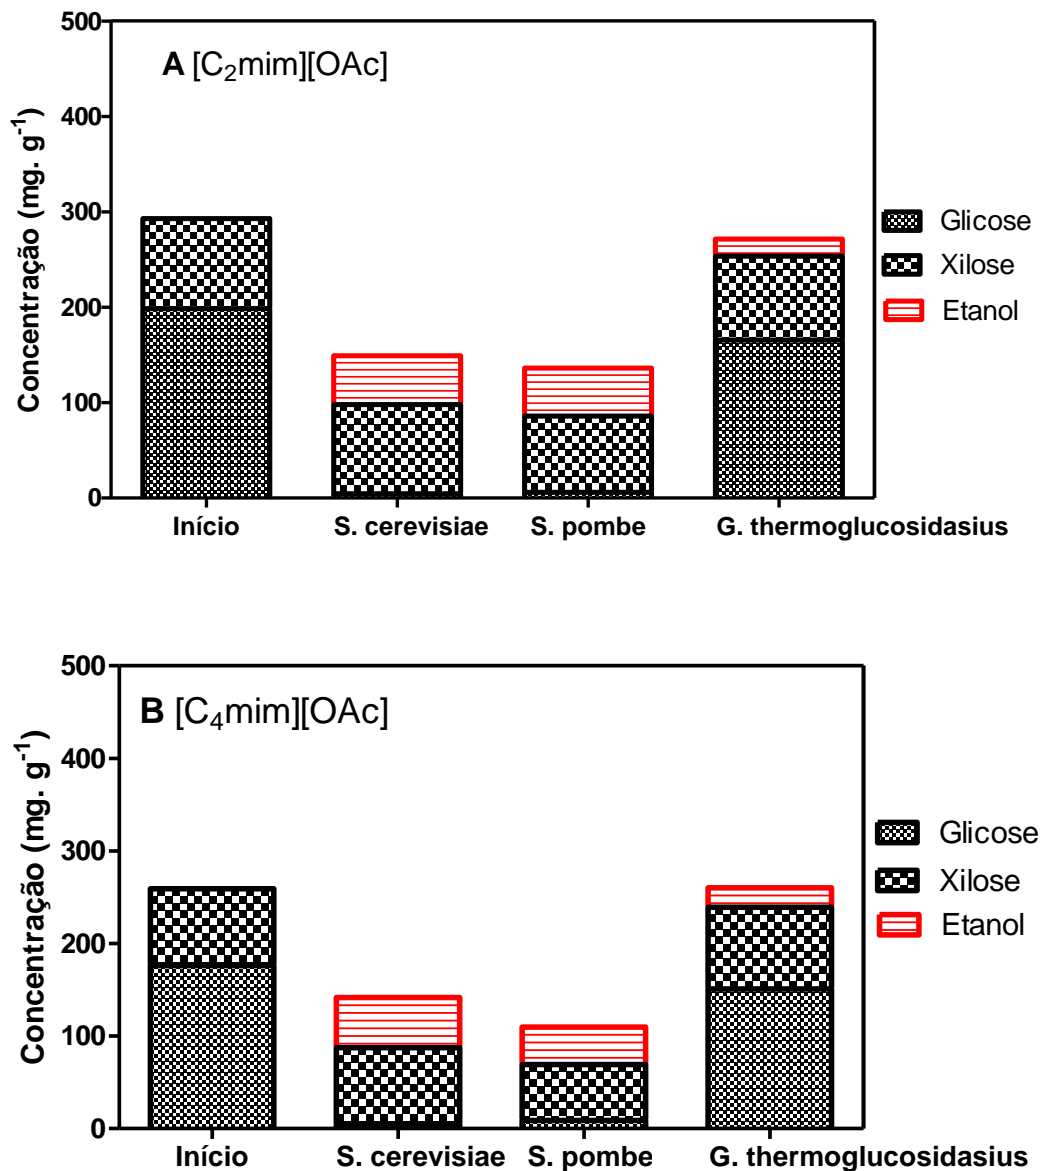 A [C₂mim][OAc]
Concentração (mg. g⁻¹)
500
400
300
200
100
0
Início
S. cerevisiae
S. pombe
G. thermoglucosidasius
Glicose
Xilose
Etanol
B [C₄mim][OAc]
Concentração (mg. g⁻¹)
500
400
300
200
100
0
Início
S. cerevisiae
S. pombe
G. thermoglucosidasius
Glicose
Xilose
Etanol